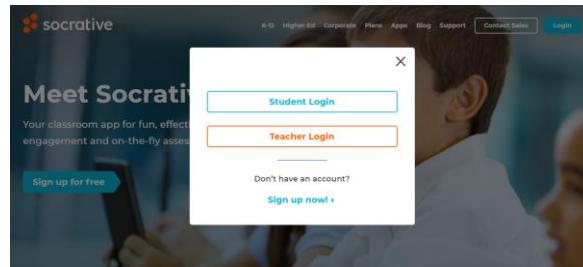 socrative
K-12 Higher Ed Corporate Plans Apps Blog Support Contact Sales Login
Meet Socrati
Your classroom app for fun, effect
engagement and on-the-fly asses
Sign up for free
Student Login
Teacher Login
Don't have an account?
Sign up now! ›